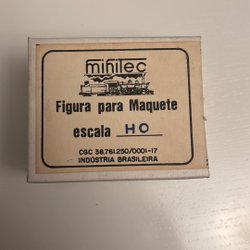 minitec
Figura para Maquete
escala HO
CGC 38.761.250/0001-17
INDÚSTRIA BRASILEIRA